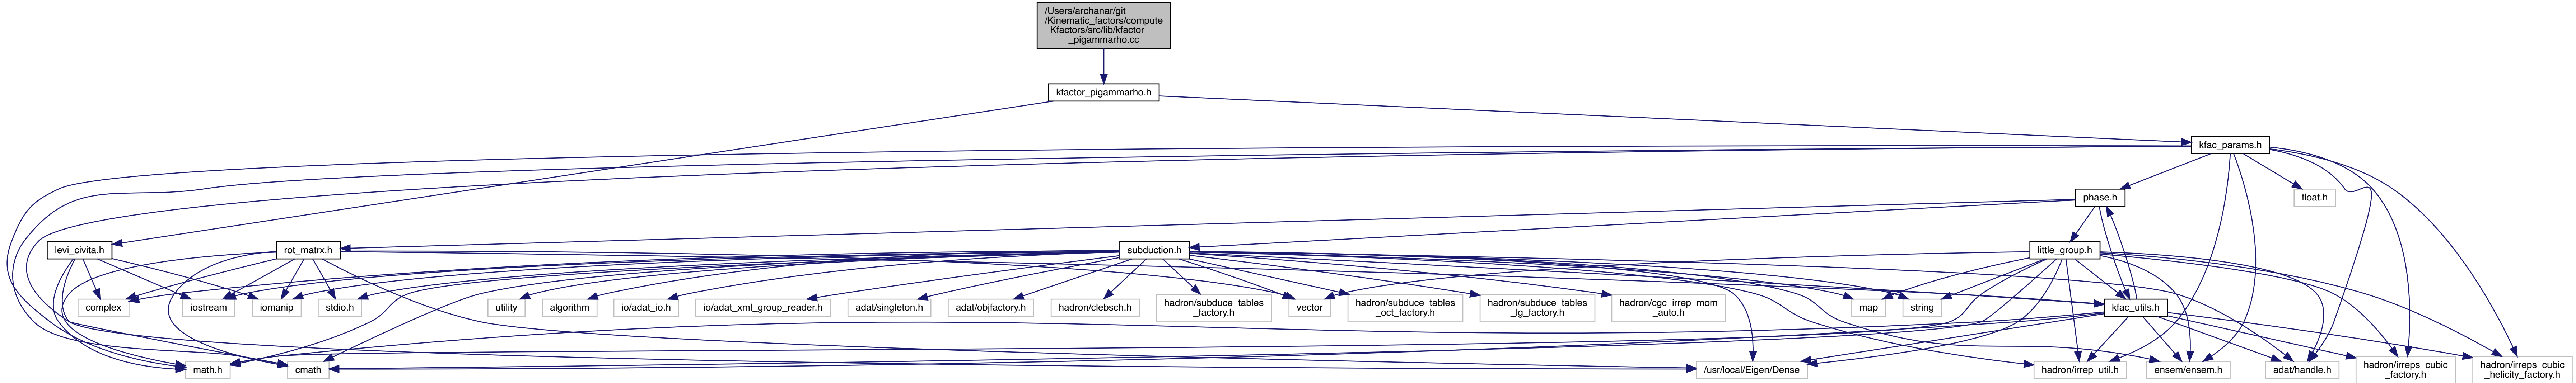 /Users/archanar/git
/Kinematic_factors/compute
_Kfactors/src/lib/kfactor
_pigammarho.cc
kfactor_pigammarho.h
kfac_params.h
phase.h
float.h
levi_civita.h
rot_matrx.h
subduction.h
little_group.h
complex
iostream
iomanip
stdio.h
utility
algorithm
io/adat_io.h
io/adat_xml_group_reader.h
adat/singleton.h
adat/objfactory.h
hadron/clebsch.h
hadron/subduce_tables
_factory.h
vector
hadron/subduce_tables
_oct_factory.h
hadron/subduce_tables
_lg_factory.h
hadron/cgc_irrep_mom
_auto.h
map
string
kfac_utils.h
math.h
cmath
/usr/local/Eigen/Dense
hadron/irrep_util.h
ensem/ensem.h
adat/handle.h
hadron/irreps_cubic
_factory.h
hadron/irreps_cubic
_helicity_factory.h